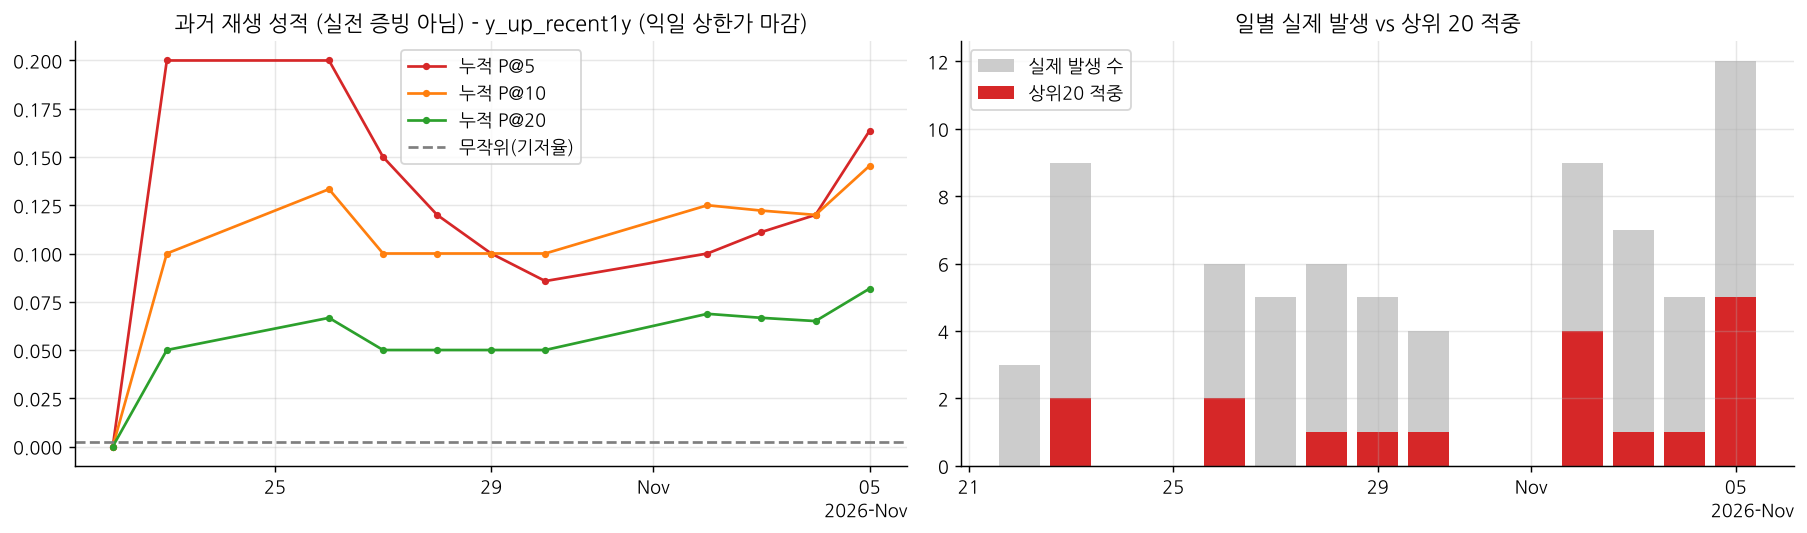 과거 재생 성적 (실전 증빙 아님) - y_up_recent1y (익일 상한가 마감)
누적 P@5
누적 P@10
누적 P@20
무작위(기저율)
0.200
0.175
0.150
0.125
0.100
0.075
0.050
0.025
0.000
25
29
Nov
05
2026-Nov
일별 실제 발생 vs 상위 20 적중
실제 발생 수
상위20 적중
12
10
8
6
4
2
0
21
25
29
Nov
05
2026-Nov